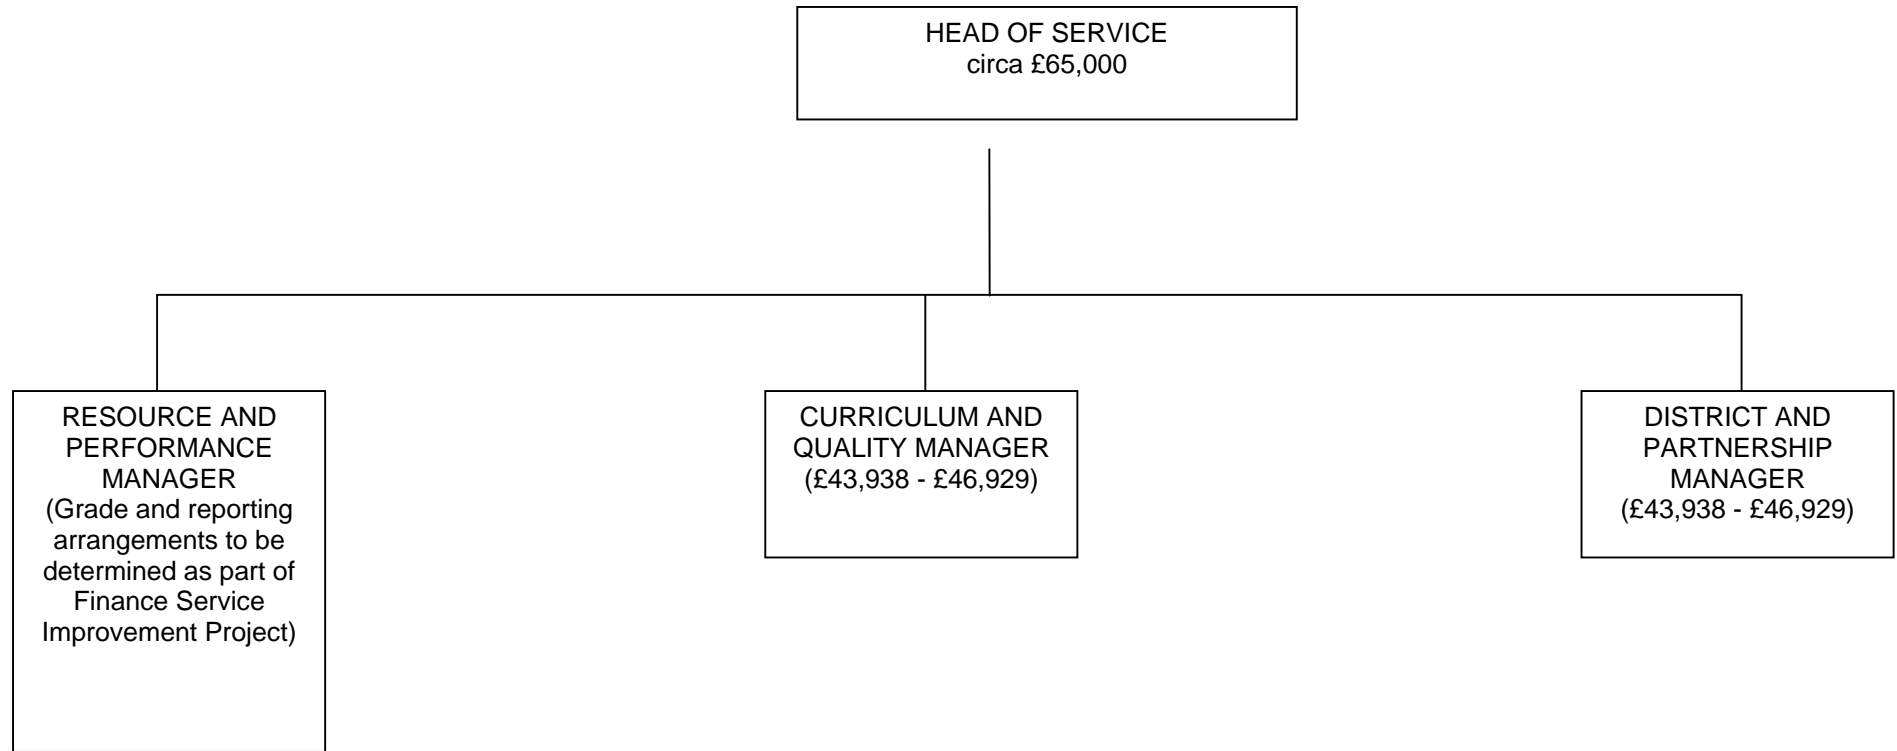 HEAD OF SERVICE
circa £65,000
RESOURCE AND
PERFORMANCE
MANAGER
(Grade and reporting
arrangements to be
determined as part of
Finance Service
Improvement Project)
CURRICULUM AND
QUALITY MANAGER
(£43,938 - £46,929)
DISTRICT AND
PARTNERSHIP
MANAGER
(£43,938 - £46,929)